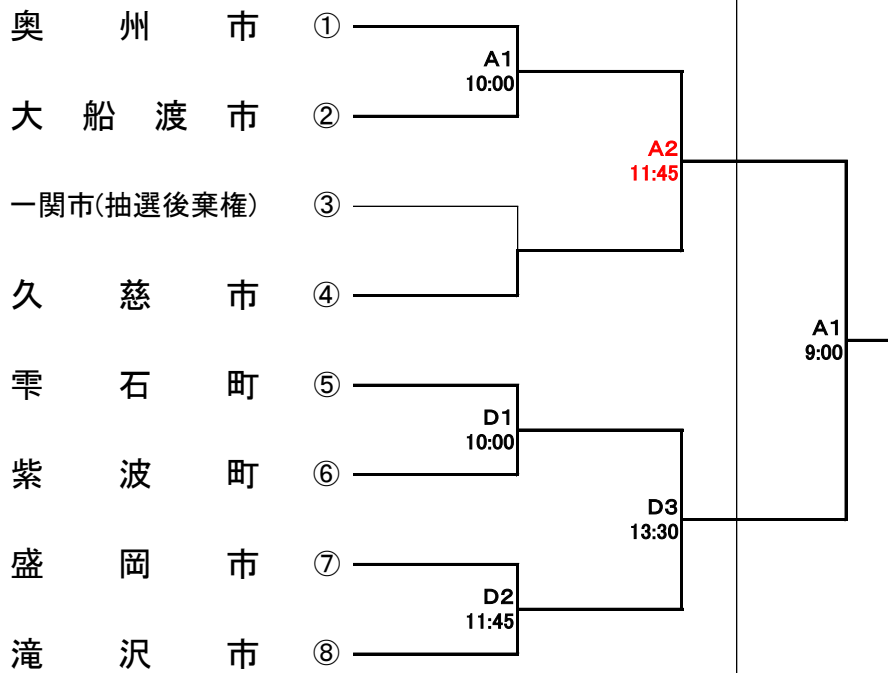 奥州市 ①
A1
10:00
大船渡市 ②
A2
11:45
一関市(抽選後棄権) ③
久慈市 ④
A1
9:00
雫石町 ⑤
D1
10:00
紫波町 ⑥
D3
13:30
盛岡市 ⑦
D2
11:45
滝沢市 ⑧